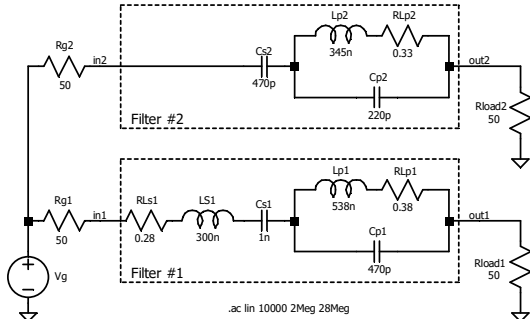 Lp2 RLp2
Rg2 in2 Cs2 345n 0.33 out2
50 470p Cp2
Rload2
50
220p
Filter #2
Lp1 RLp1
Rg1 in1 RLs1 LS1 Cs1 538n 0.38 out1
50 0.28 300n 1n Cp1
Rload1
50
470p
Vg
Filter #1
.ac lin 10000 2Meg 28Meg